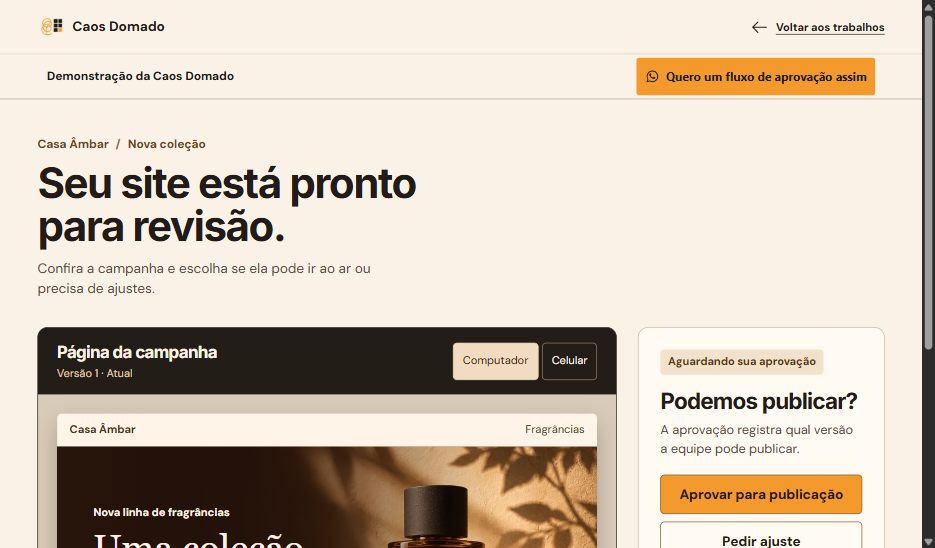 Caos Domado
Voltar aos trabalhos
Demonstração da Caos Domado
Quero um fluxo de aprovação assim
Casa Âmbar / Nova coleção
Seu site está pronto
para revisão.
Confira a campanha e escolha se ela pode ir ao ar ou
precisa de ajustes.
Página da campanha
Versão 1 · Atual
Computador
Celular
Casa Âmbar
Fragrâncias
Nova linha de fragrâncias
Uma coleção
Aguardando sua aprovação
Podemos publicar?
A aprovação registra qual versão
a equipe pode publicar.
Aprovar para publicação
Pedir ajuste